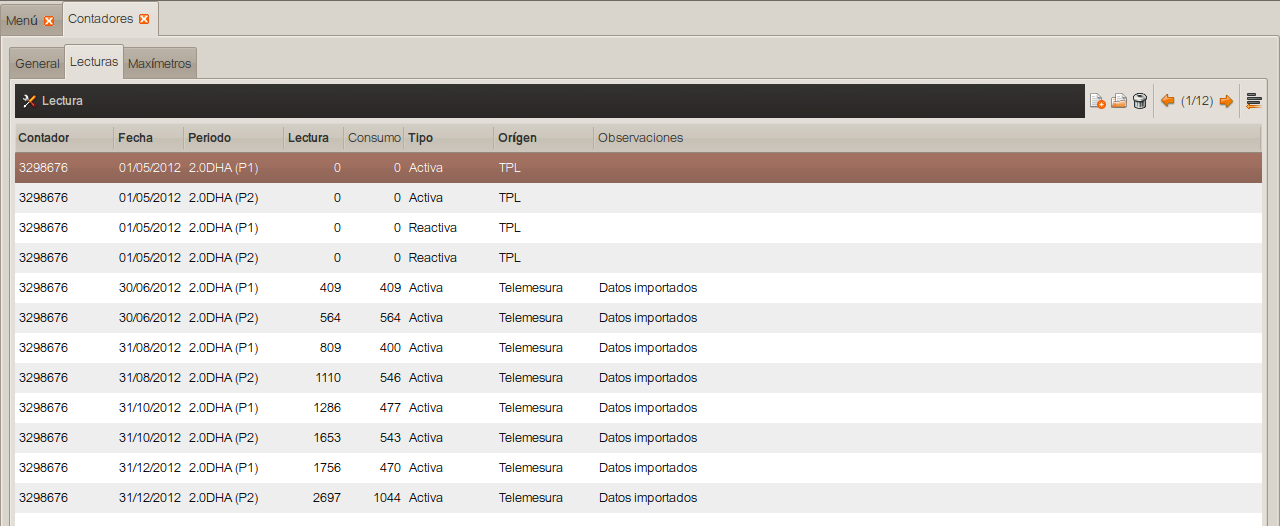 Menú Contadores
General Lecturas Maxímetros
Lectura (1/12)
Contador Fecha Periodo Lectura Consumo Tipo Orígen Observaciones
3298676 01/05/2012 2.0DHA (P1) 0 0 Activa TPL
3298676 01/05/2012 2.0DHA (P2) 0 0 Activa TPL
3298676 01/05/2012 2.0DHA (P1) 0 0 Reactiva TPL
3298676 01/05/2012 2.0DHA (P2) 0 0 Reactiva TPL
3298676 30/06/2012 2.0DHA (P1) 409 409 Activa Telemesura Datos importados
3298676 30/06/2012 2.0DHA (P2) 564 564 Activa Telemesura Datos importados
3298676 31/08/2012 2.0DHA (P1) 809 400 Activa Telemesura Datos importados
3298676 31/08/2012 2.0DHA (P2) 1110 546 Activa Telemesura Datos importados
3298676 31/10/2012 2.0DHA (P1) 1286 477 Activa Telemesura Datos importados
3298676 31/10/2012 2.0DHA (P2) 1653 543 Activa Telemesura Datos importados
3298676 31/12/2012 2.0DHA (P1) 1756 470 Activa Telemesura Datos importados
3298676 31/12/2012 2.0DHA (P2) 2697 1044 Activa Telemesura Datos importados